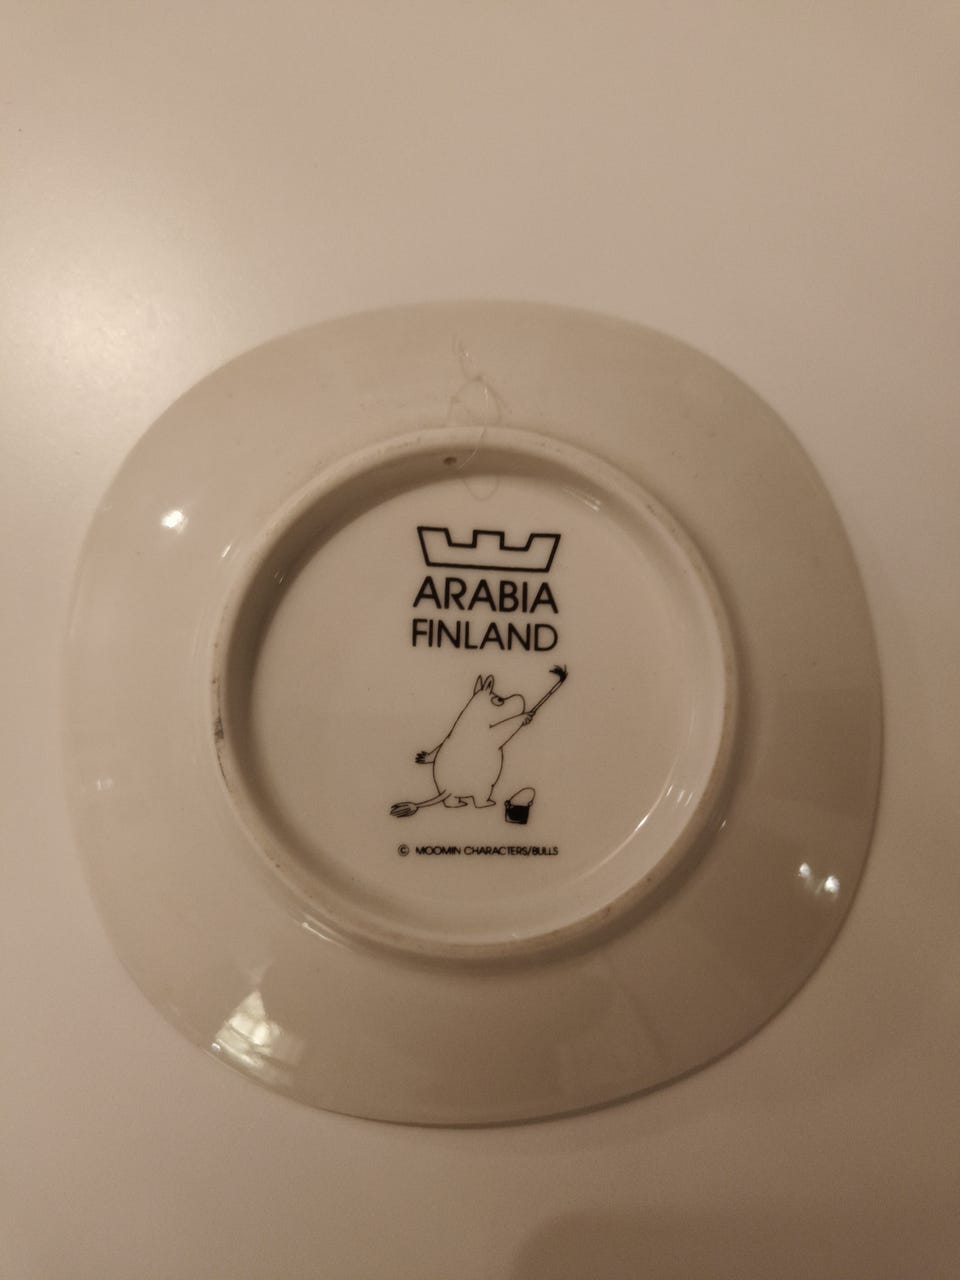 ARABIA
FINLAND
© MOOMIN CHARACTERS/BULLS